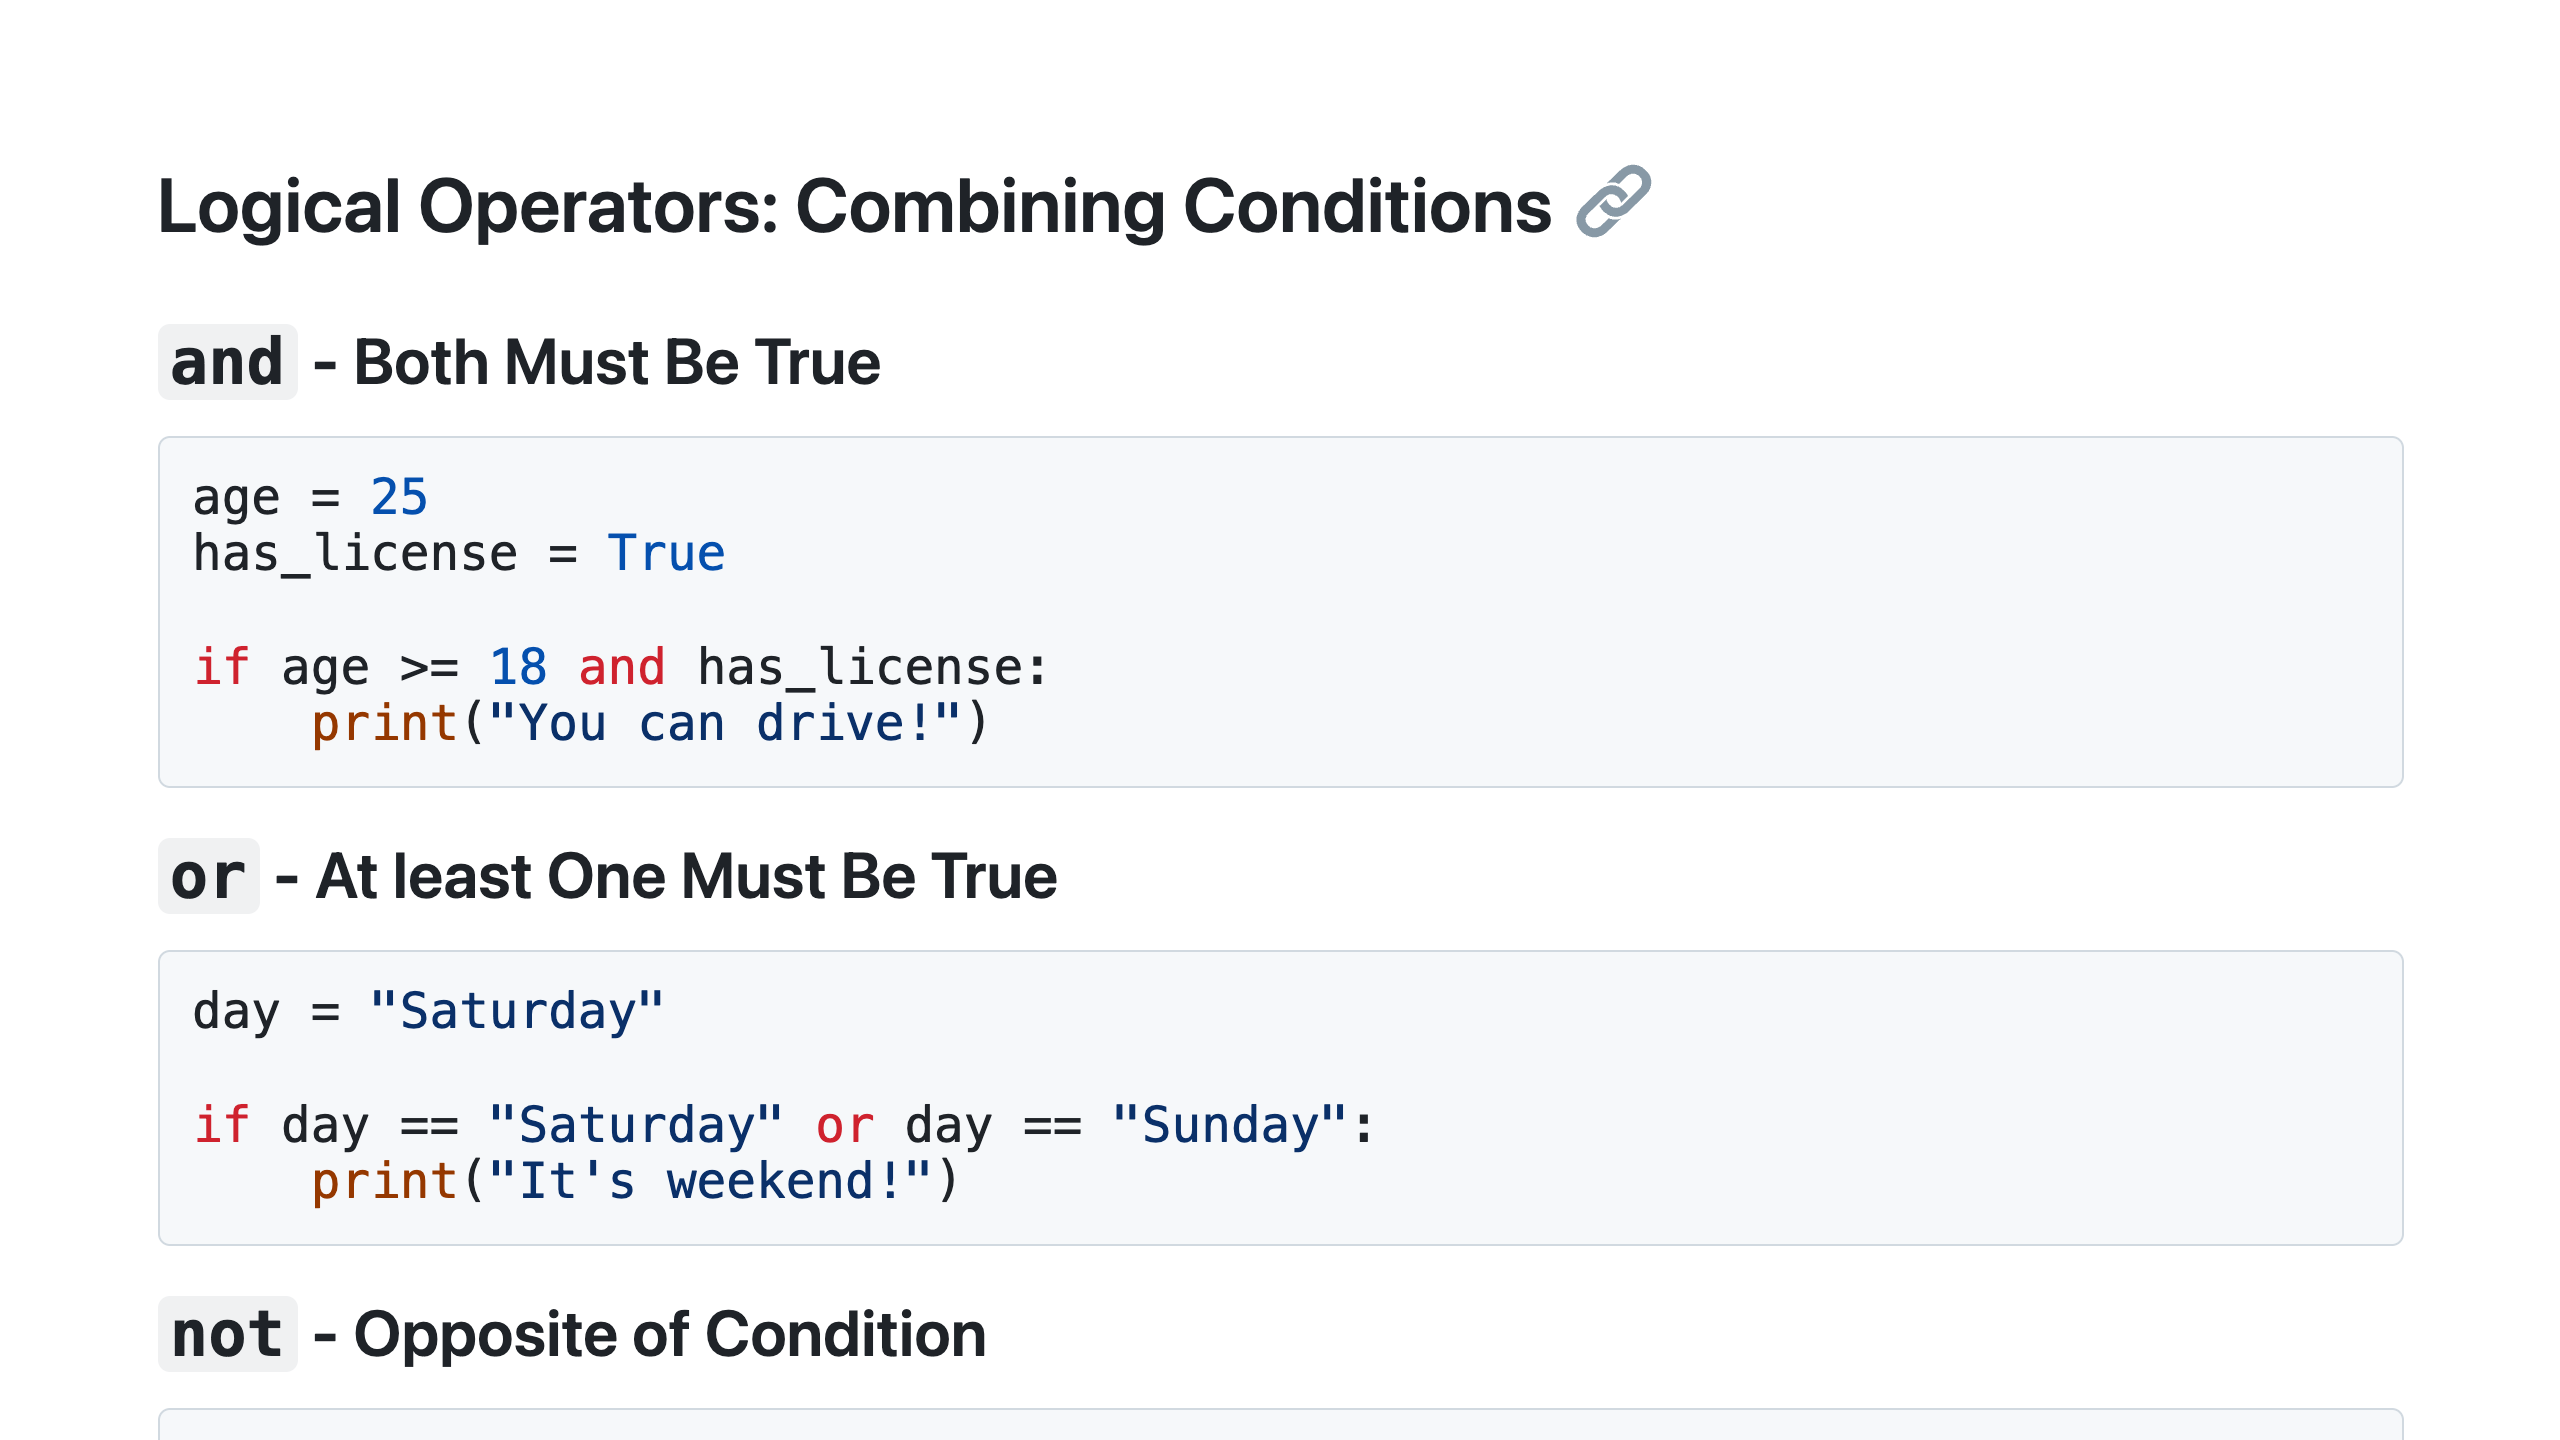 Logical Operators: Combining Conditions 🔗
and - Both Must Be True
age = 25
has_license = True
if age >= 18 and has_license:
    print("You can drive!")
or - At least One Must Be True
day = "Saturday"
if day == "Saturday" or day == "Sunday":
    print("It's weekend!")
not - Opposite of Condition